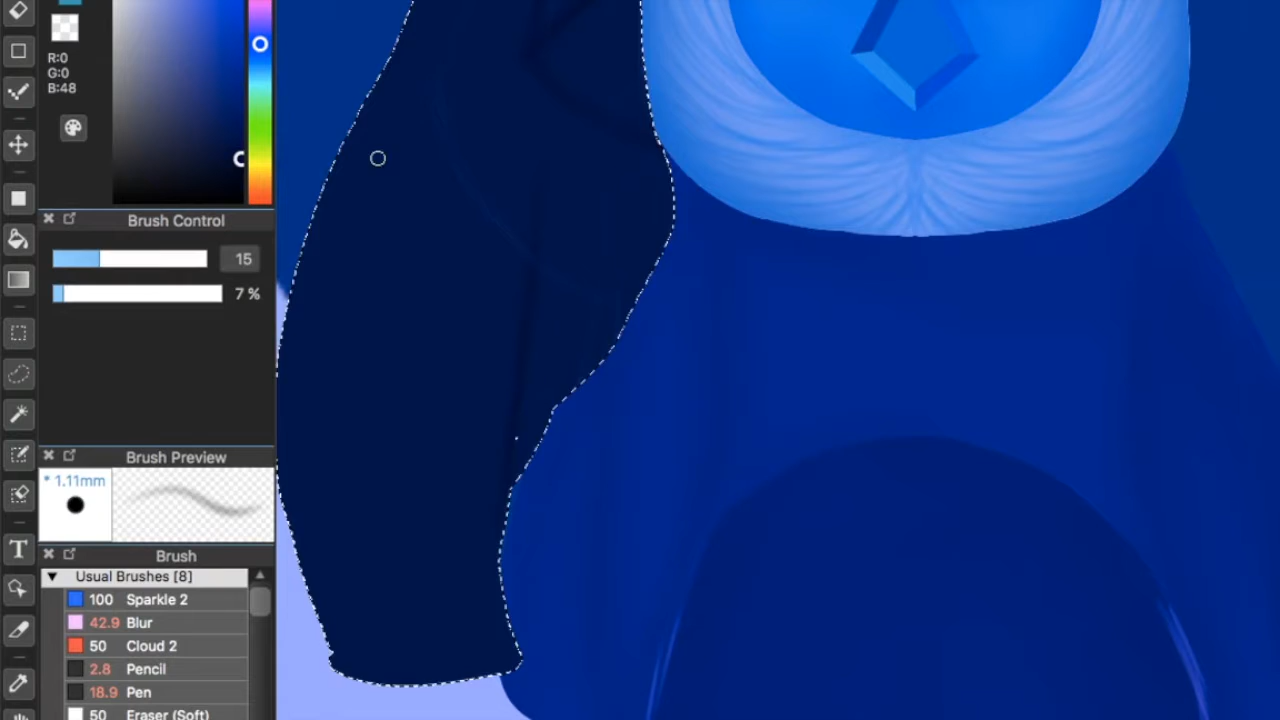 R:0
G:0
B:48
Brush Control
15
7 %
Brush Preview
* 1.11mm
T
Brush
Usual Brushes [8]
100 Sparkle 2
42.9 Blur
50 Cloud 2
2.8 Pencil
18.9 Pen
50 Eraser (Soft)